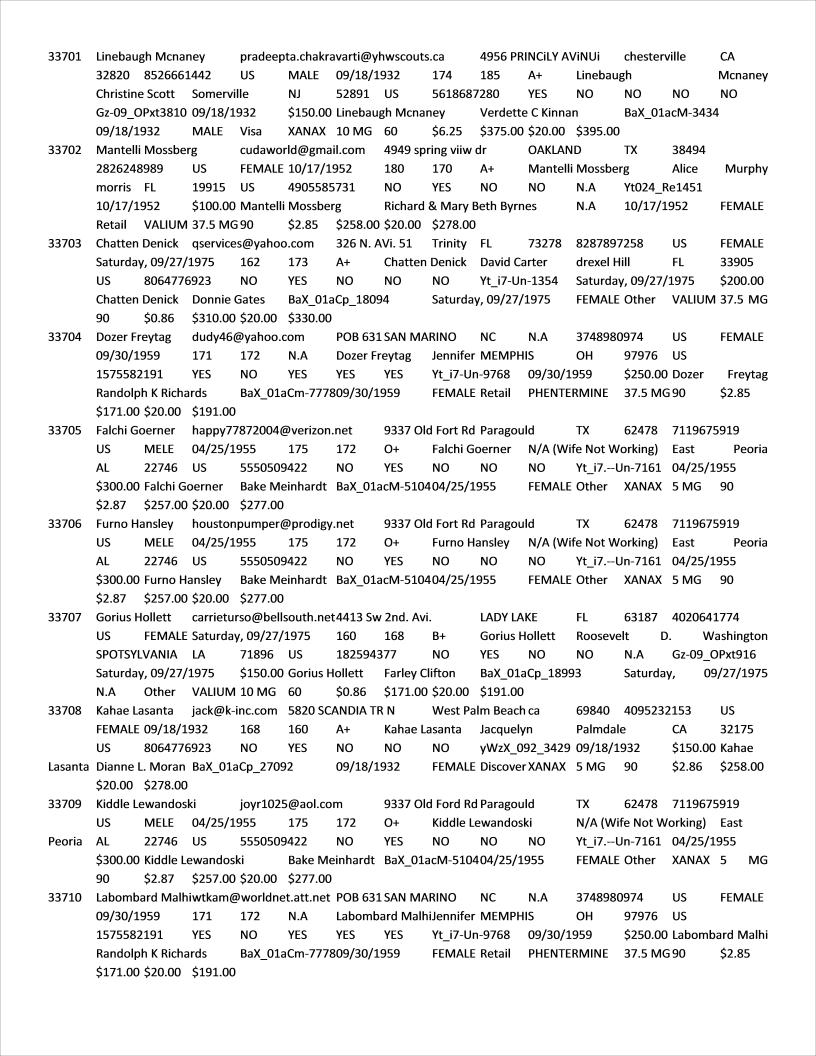 33701 Linebaugh Mcnaney pradeepta.chakravarti@yhwscouts.ca 4956 PRINCiLY AViNUi chesterville CA
32820 8526661442 US MALE 09/18/1932 174 185 A+ Linebaugh Mcnaney
Christine Scott Somerville NJ 52891 US 5618687280 YES NO NO NO NO
Gz-09_OPxt3810 09/18/1932 $150.00 Linebaugh Mcnaney Verdette C Kinnan BaX_01acM-3434
09/18/1932 MALE Visa XANAX 10 MG 60 $6.25 $375.00 $20.00 $395.00
33702 Mantelli Mossberg cudaworld@gmail.com 4949 spring viiw dr OAKLAND TX 38494
2826248989 US FEMALE 10/17/1952 180 170 A+ Mantelli Mossberg Alice Murphy
morris FL 19915 US 4905585731 NO YES NO NO N.A Yt024_Re1451
10/17/1952 $100.00 Mantelli Mossberg Richard & Mary Beth Byrnes N.A 10/17/1952 FEMALE
Retail VALIUM 37.5 MG 90 $2.85 $258.00 $20.00 $278.00
33703 Chatten Denick qservices@yahoo.com 326 N. AVi. 51 Trinity FL 73278 8287897258 US FEMALE
Saturday, 09/27/1975 162 173 A+ Chatten Denick David Carter drexel Hill FL 33905
US 8064776923 NO YES NO NO NO Yt_i7-Un-1354 Saturday, 09/27/1975 $200.00
Chatten Denick Donnie Gates BaX_01aCp_18094 Saturday, 09/27/1975 FEMALE Other VALIUM 37.5 MG
90 $0.86 $310.00 $20.00 $330.00
33704 Dozer Freytag dudy46@yahoo.com POB 631 SAN MARINO NC N.A 3748980974 US FEMALE
09/30/1959 171 172 N.A Dozer Freytag Jennifer MEMPHIS OH 97976 US
1575582191 YES NO YES YES YES Yt_i7-Un-9768 09/30/1959 $250.00 Dozer Freytag
Randolph K Richards BaX_01aCm-777809/30/1959 FEMALE Retail PHENTERMINE 37.5 MG 90 $2.85
$171.00 $20.00 $191.00
33705 Falchi Goerner happy77872004@verizon.net 9337 Old Fort Rd Paragould TX 62478 7119675919
US MELE 04/25/1955 175 172 O+ Falchi Goerner N/A (Wife Not Working) East Peoria
AL 22746 US 5550509422 NO YES NO NO NO Yt_i7.--Un-7161 04/25/1955
$300.00 Falchi Goerner Bake Meinhardt BaX_01acM-510404/25/1955 FEMALE Other XANAX 5 MG 90
$2.87 $257.00 $20.00 $277.00
33706 Furno Hansley houstonpumper@prodigy.net 9337 Old Fort Rd Paragould TX 62478 7119675919
US MELE 04/25/1955 175 172 O+ Furno Hansley N/A (Wife Not Working) East Peoria
AL 22746 US 5550509422 NO YES NO NO NO Yt_i7.--Un-7161 04/25/1955
$300.00 Furno Hansley Bake Meinhardt BaX_01acM-510404/25/1955 FEMALE Other XANAX 5 MG 90
$2.87 $257.00 $20.00 $277.00
33707 Gorius Hollett carrieturso@bellsouth.net4413 Sw 2nd. Avi. LADY LAKE FL 63187 4020641774
US FEMALE Saturday, 09/27/1975 160 168 B+ Gorius Hollett Roosevelt D. Washington
SPOTSYLVANIA LA 71896 US 182594377 NO YES NO NO N.A Gz-09_OPxt916
Saturday, 09/27/1975 $150.00 Gorius Hollett Farley Clifton BaX_01aCp_18993 Saturday, 09/27/1975
N.A Other VALIUM 10 MG 60 $0.86 $171.00 $20.00 $191.00
33708 Kahae Lasanta jack@k-inc.com 5820 SCANDIA TR N West Palm Beach ca 69840 4095232153 US
FEMALE 09/18/1932 168 160 A+ Kahae Lasanta Jacquelyn Palmdale CA 32175
US 8064776923 NO YES NO NO NO yWzX_092_3429 09/18/1932 $150.00 Kahae
Lasanta Dianne L. Moran BaX_01aCp_27092 09/18/1932 FEMALE Discover XANAX 5 MG 90 $2.86 $258.00
$20.00 $278.00
33709 Kiddle Lewandoski joyr1025@aol.com 9337 Old Ford Rd Paragould TX 62478 7119675919
US MELE 04/25/1955 175 172 O+ Kiddle Lewandoski N/A (Wife Not Working) East
Peoria AL 22746 US 5550509422 NO YES NO NO NO Yt_i7.--Un-7161 04/25/1955
$300.00 Kiddle Lewandoski Bake Meinhardt BaX_01acM-510404/25/1955 FEMALE Other XANAX 5 MG
90 $2.87 $257.00 $20.00 $277.00
33710 Labombard Malhiwtkam@worldnet.att.net POB 631 SAN MARINO NC N.A 3748980974 US FEMALE
09/30/1959 171 172 N.A Labombard MalhiJennifer MEMPHIS OH 97976 US
1575582191 YES NO YES YES YES Yt_i7-Un-9768 09/30/1959 $250.00 Labombard Malhi
Randolph K Richards BaX_01aCm-777809/30/1959 FEMALE Retail PHENTERMINE 37.5 MG 90 $2.85
$171.00 $20.00 $191.00